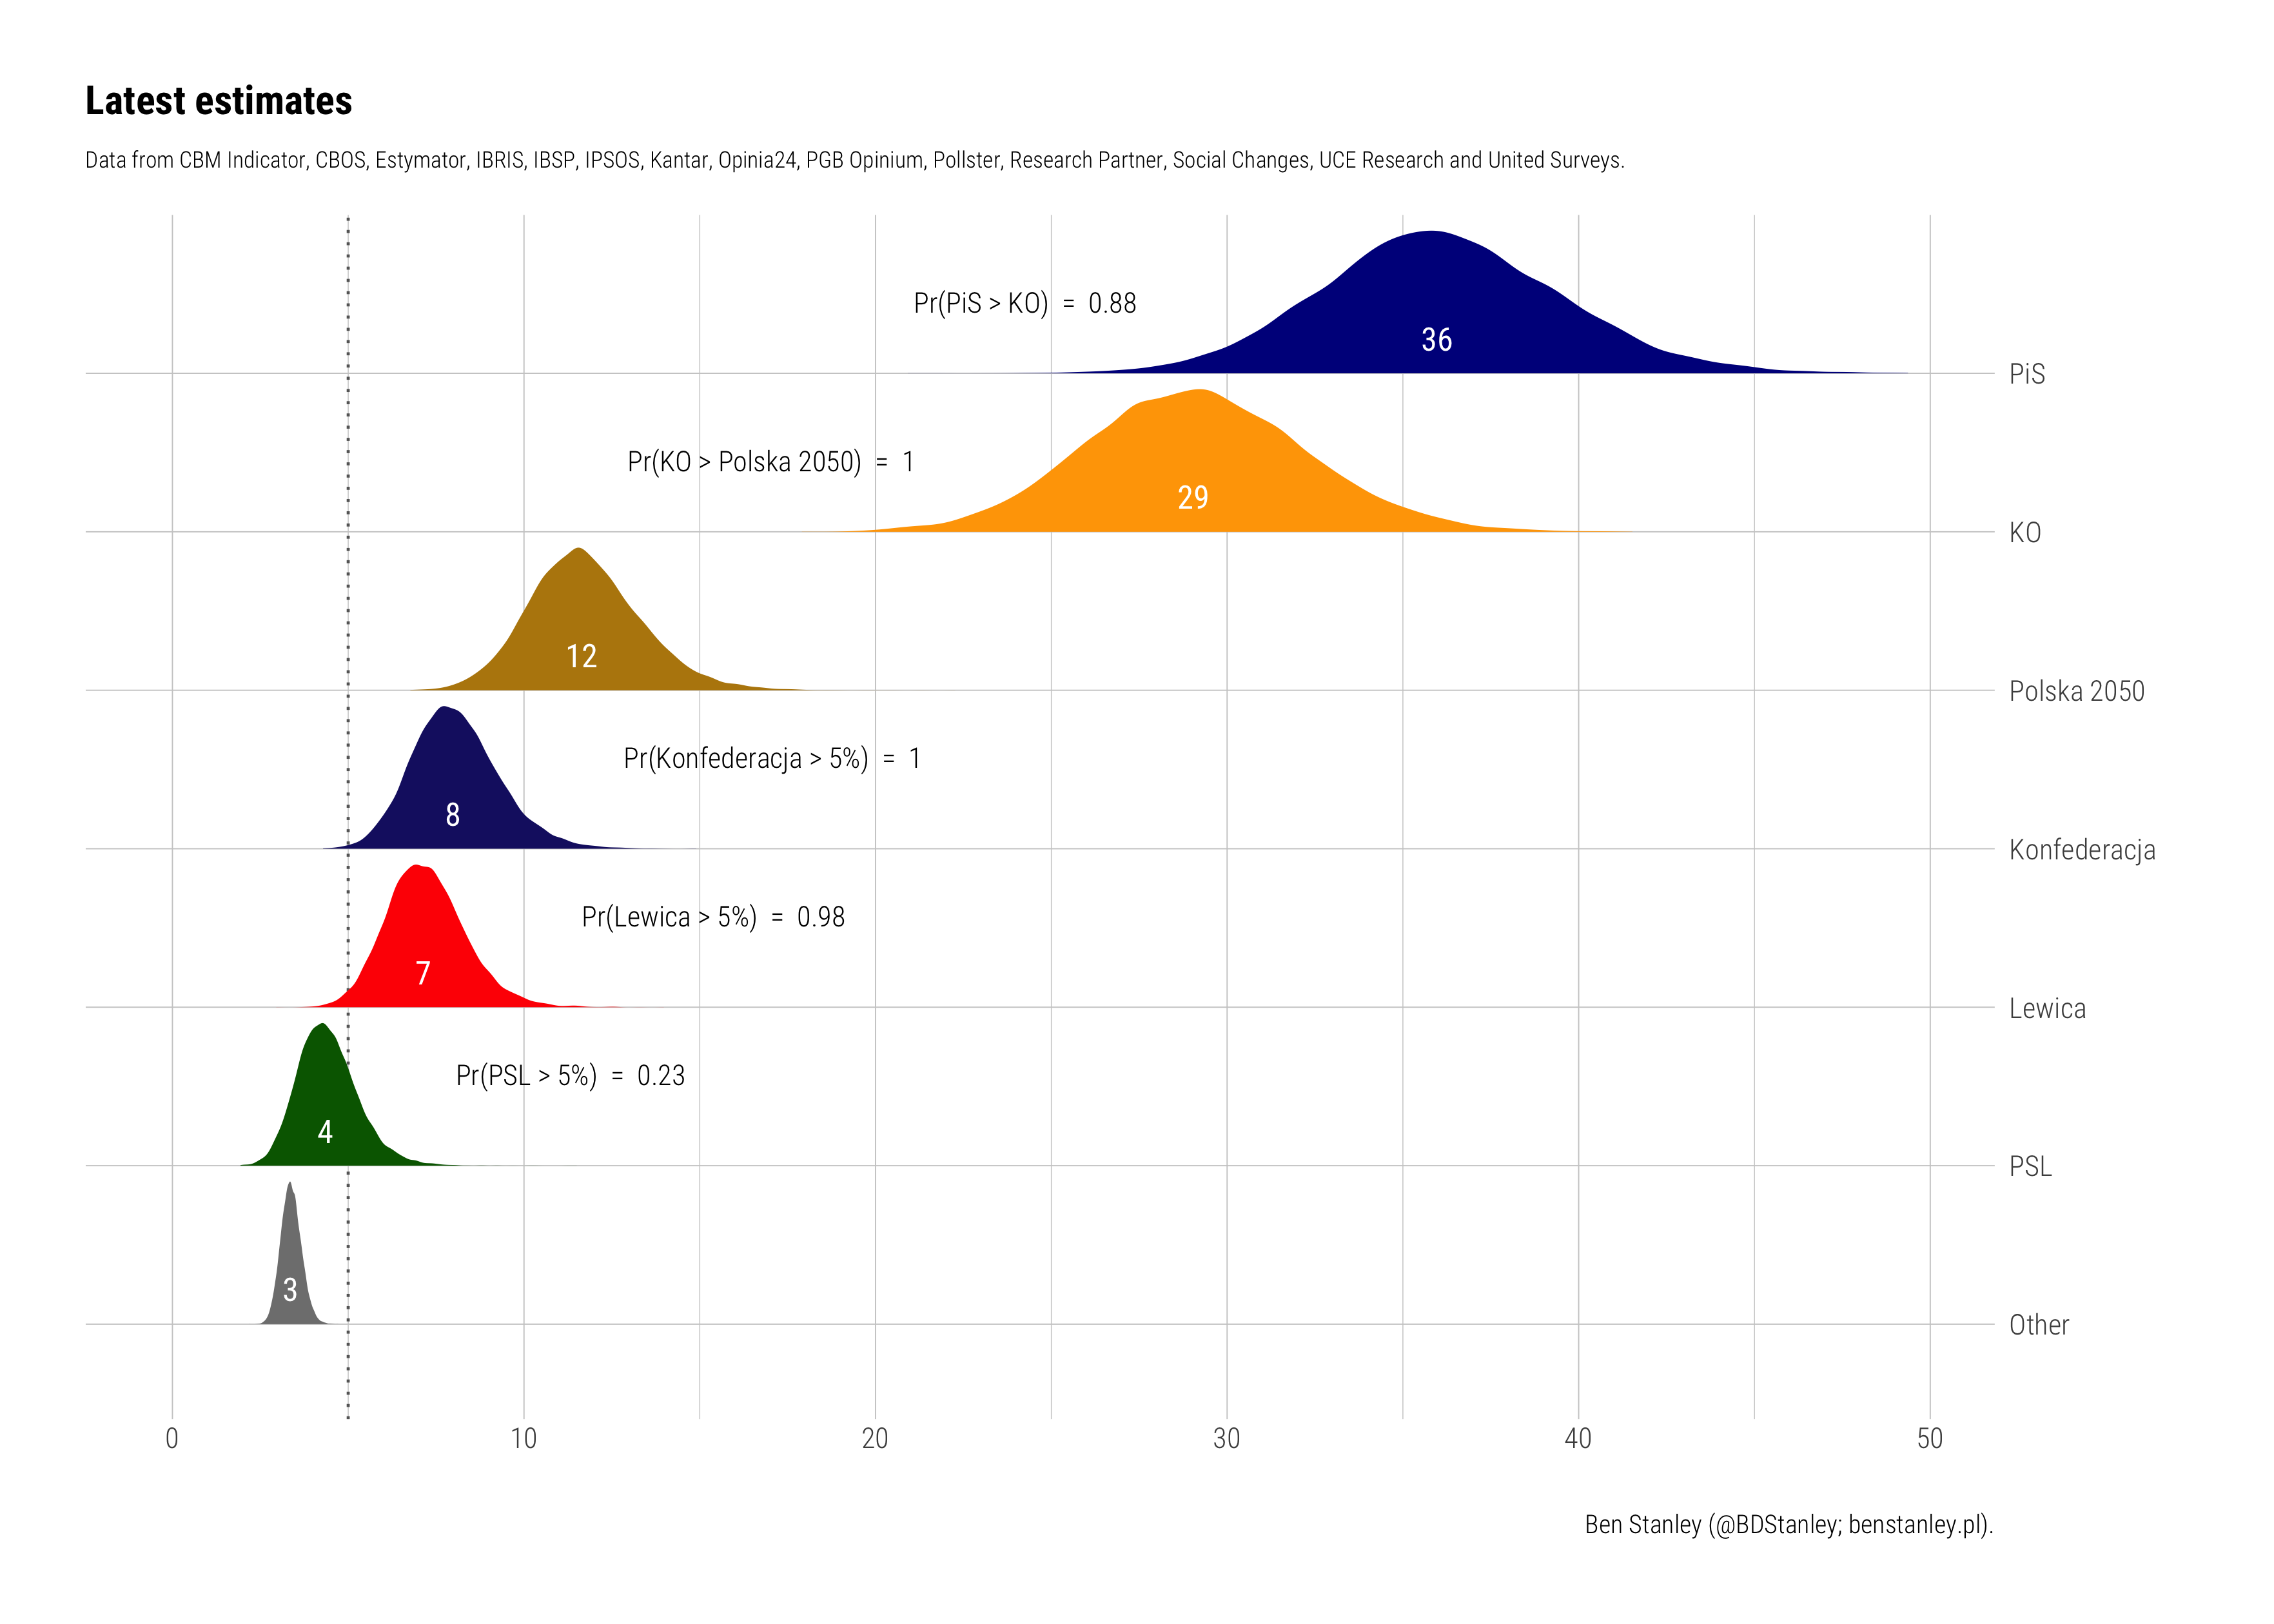 Latest estimates
Data from CBM Indicator, CBOS, Estymator, IBRIS, IBSP, IPSOS, Kantar, Opinia24, PGB Opinium, Pollster, Research Partner, Social Changes, UCE Research and United Surveys.
Pr(PiS > KO) = 0.88
36
PiS
Pr(KO > Polska 2050) = 1
29
KO
12
Polska 2050
Pr(Konfederacja > 5%) = 1
8
Konfederacja
Pr(Lewica > 5%) = 0.98
7
Lewica
Pr(PSL > 5%) = 0.23
4
PSL
3
Other
0 10 20 30 40 50
Ben Stanley (@BDStanley; benstanley.pl).